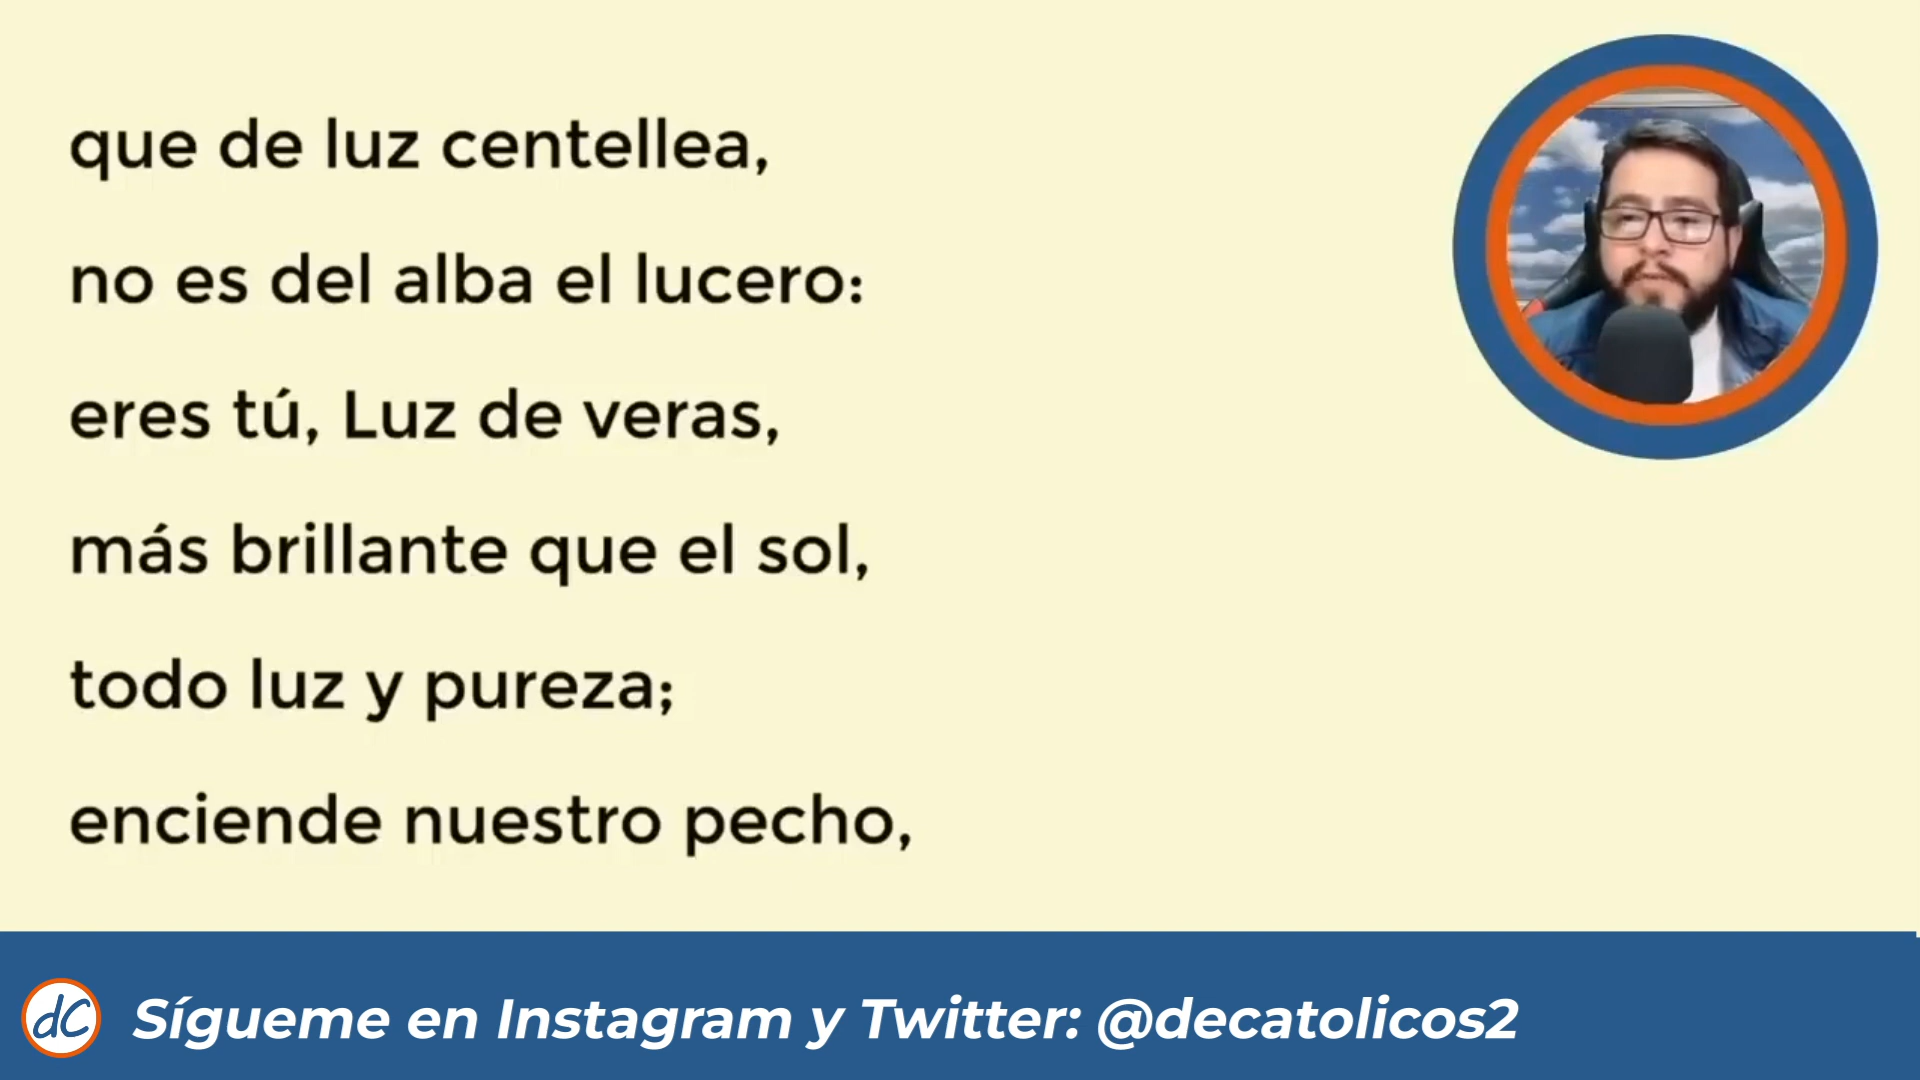 que de luz centellea,
no es del alba el lucero:
eres tú, Luz de veras,
más brillante que el sol,
todo luz y pureza;
enciende nuestro pecho,
dC Sígueme en Instagram y Twitter: @decatolicos2